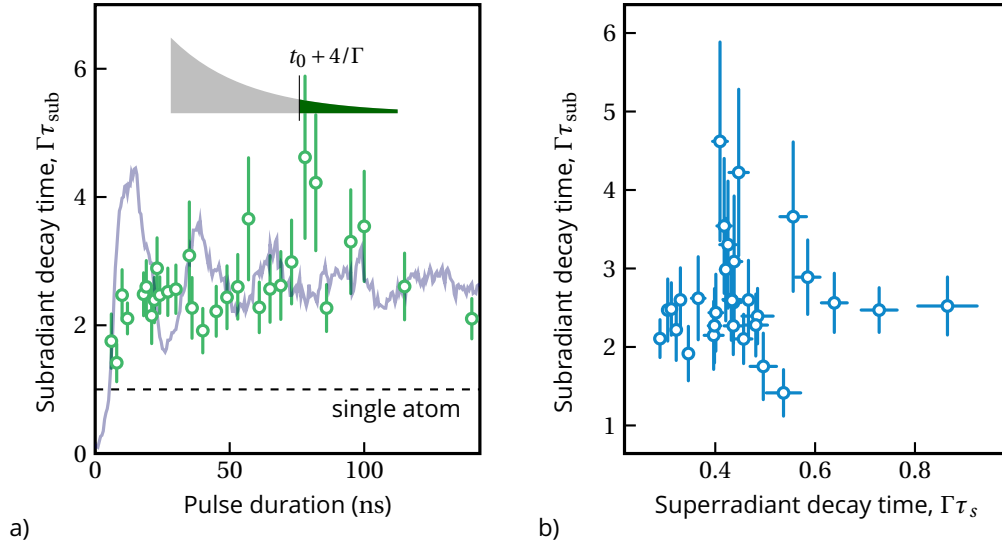 t₀ + 4/Γ
Subradiant decay time, Γτ_sub
6
4
2
0
single atom
0
50
100
Pulse duration (ns)
a)
Subradiant decay time, Γτ_sub
6
5
4
3
2
1
0.4
0.6
0.8
Superradiant decay time, Γτ_s
b)